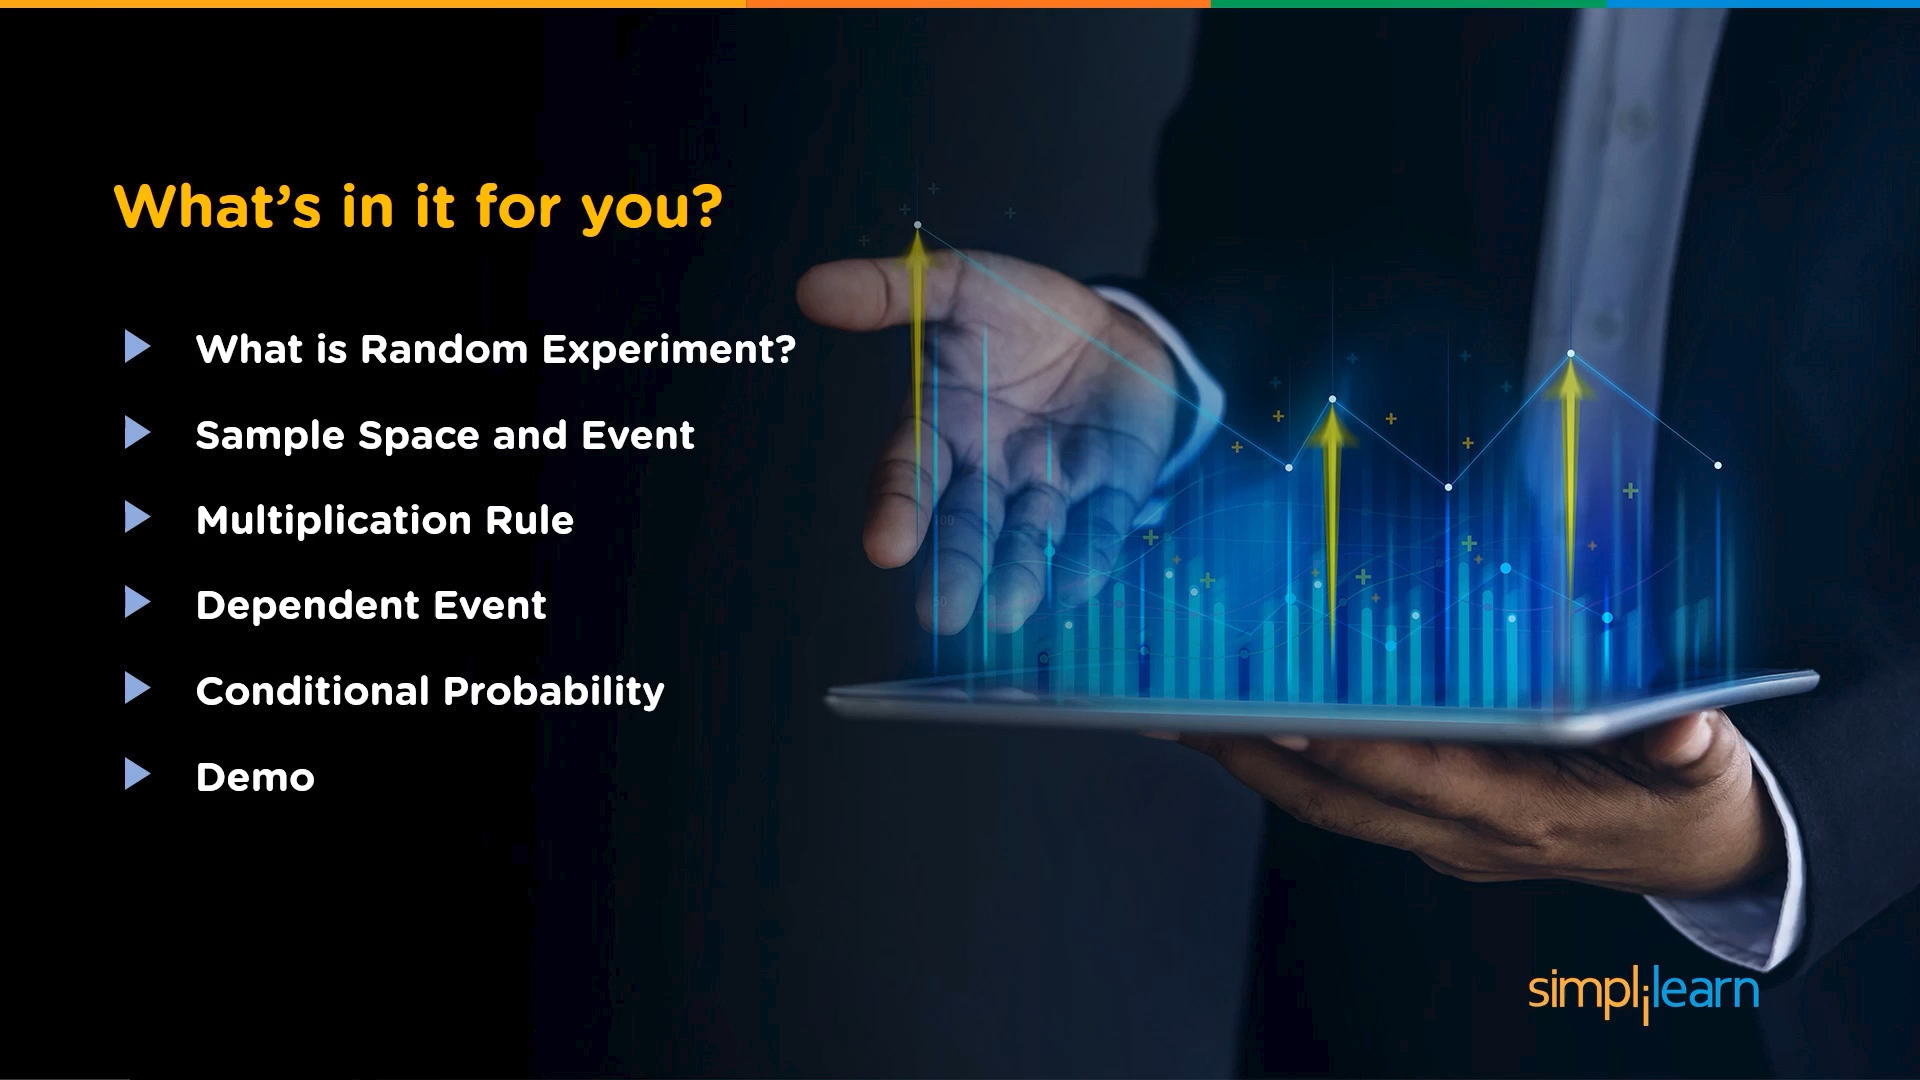 What's in it for you?
What is Random Experiment?
Sample Space and Event
Multiplication Rule
Dependent Event
Conditional Probability
Demo
simplilearn